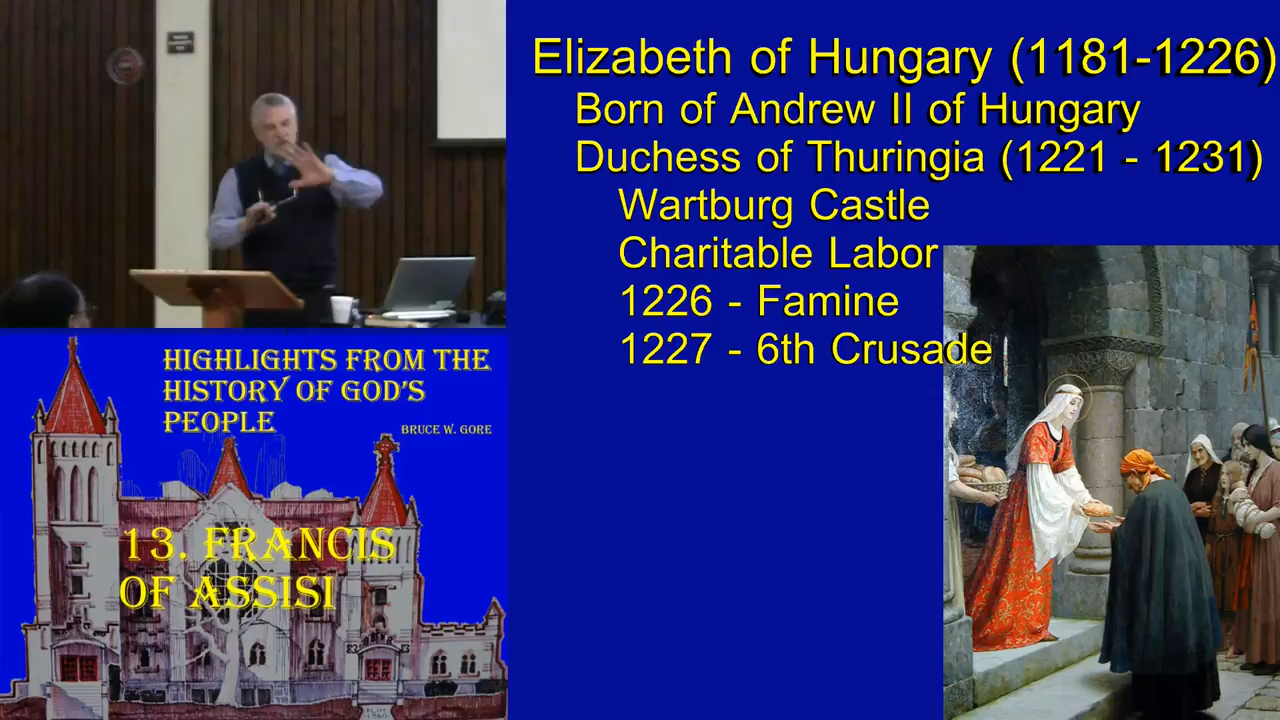 Elizabeth of Hungary (1181-1226)
Born of Andrew II of Hungary
Duchess of Thuringia (1221 - 1231)
Wartburg Castle
Charitable Labor
1226 - Famine
1227 - 6th Crusade
HIGHLIGHTS FROM THE
HISTORY OF GOD'S
PEOPLE
BRUCE W. GORE
13. FRANCIS
OF ASSISI